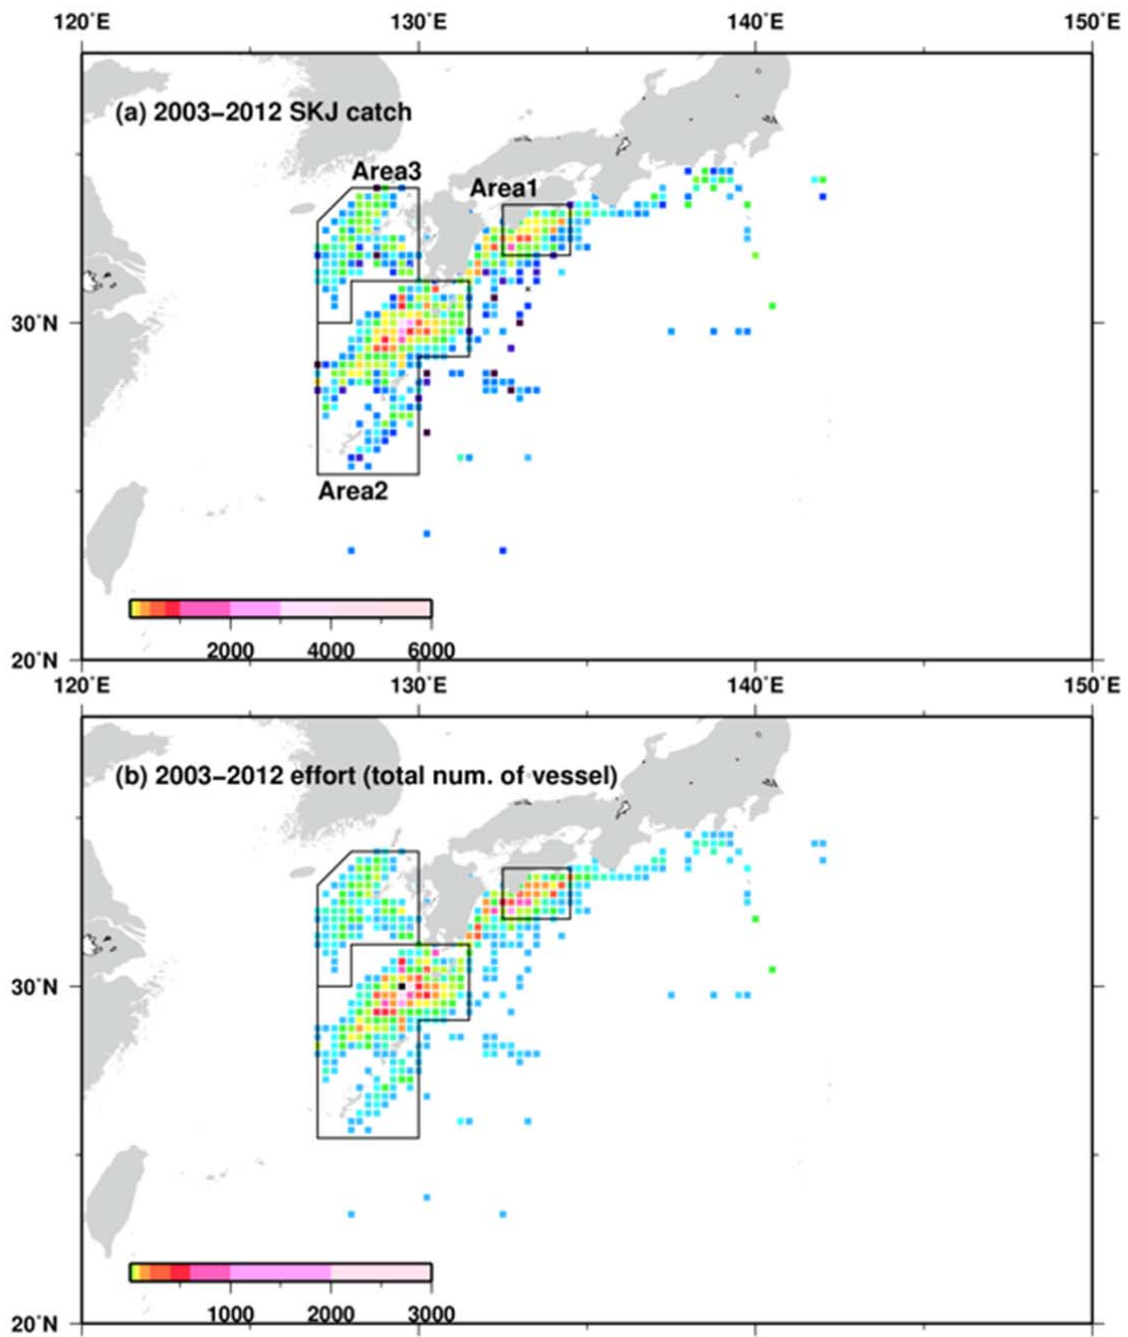 120°E 130°E 140°E 150°E
(a) 2003–2012 SKJ catch
Area3
Area1
30°N
Area2
2000 4000 6000
20°N
120°E 130°E 140°E 150°E
(b) 2003–2012 effort (total num. of vessel)
30°N
1000 2000 3000
20°N